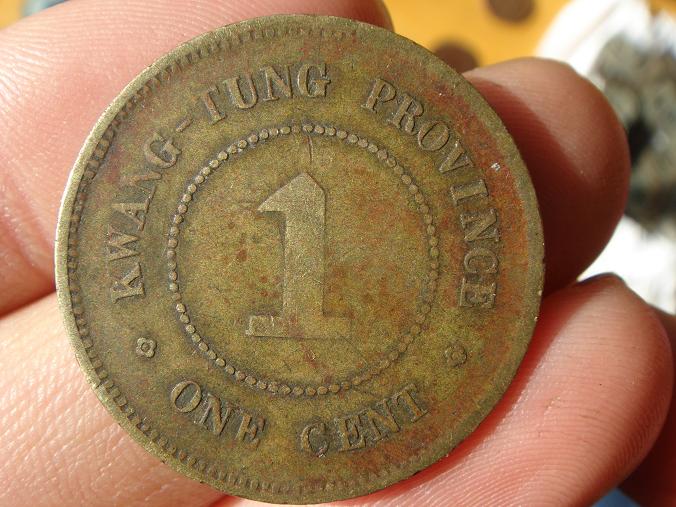 KWANG-TUNG PROVINCE
1
ONE CENT